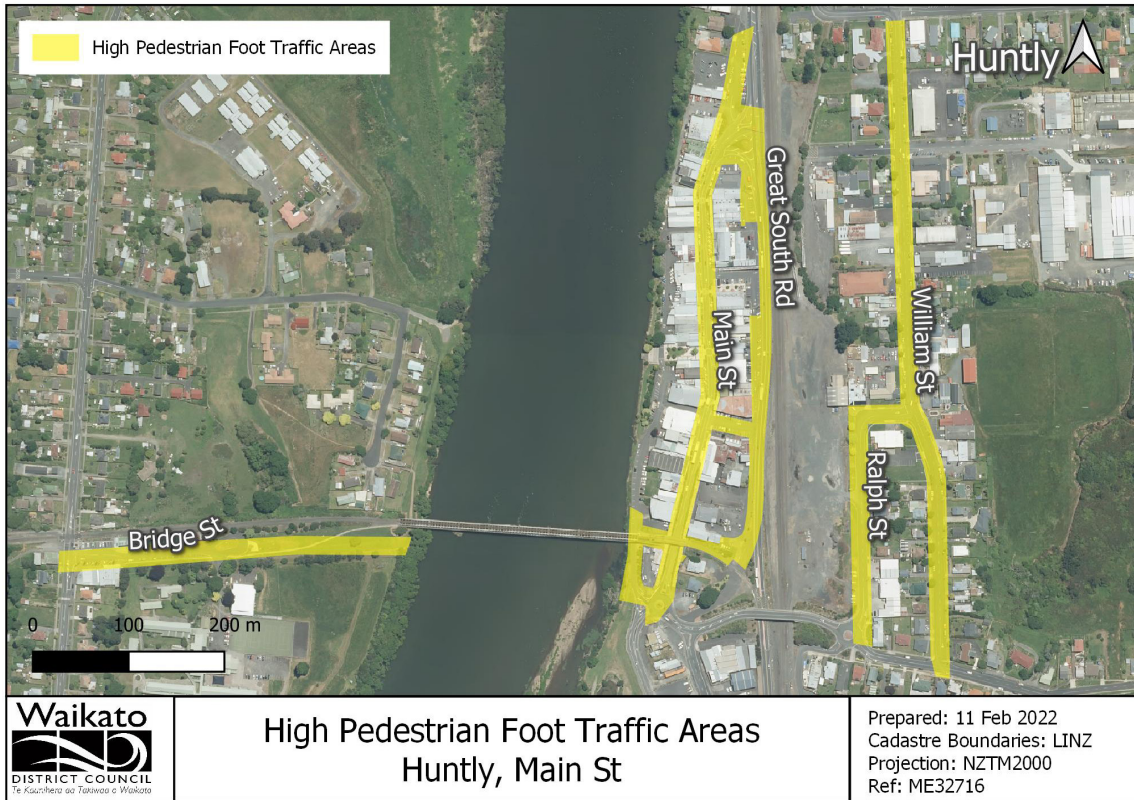 High Pedestrian Foot Traffic Areas
Huntly
Great South Rd
Main St
William St
Ralph St
Bridge St
0 100 200 m
Waikato
DISTRICT COUNCIL
Te Kaunihera aa Takiwaa o Waikato
High Pedestrian Foot Traffic Areas
Huntly, Main St
Prepared: 11 Feb 2022
Cadastre Boundaries: LINZ
Projection: NZTM2000
Ref: ME32716